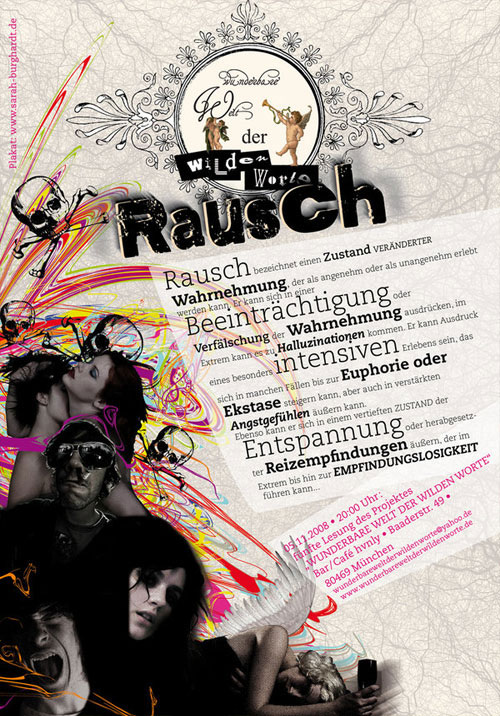 Plakat: www.sarah-burghardt.de
wunderbare
Welt
der
wilden
Worte
RauscH
Rausch bezeichnet einen Zustand VERÄNDERTER
Wahrnehmung, der als angenehm oder als unangenehm erlebt
werden kann. Er kann sich in einer
Beeinträchtigung oder
Verfälschung der Wahrnehmung ausdrücken, im
Extrem kann es zu Halluzinationen kommen. Er kann Ausdruck
eines besonders intensiven Erlebens sein, das
sich in manchen Fällen bis zur Euphorie oder
Ekstase steigern kann, aber auch in verstärkten
Angstgefühlen äußern kann.
Ebenso kann er sich in einem vertieften ZUSTAND der
Entspannung oder herabgesetz-
ter Reizempfindungen äußern, der im
Extrem bis hin zur EMPFINDUNGSLOSIGKEIT
führen kann...
09.11.2008 • 20:00 Uhr:
fünfte Lesung des Projektes
"WUNDERBARE WELT DER WILDEN WORTE"
Bar/Café hvnly • Baaderstr. 49 •
80469 München
wunderbareweltderwildenworte@yahoo.de
www.wunderbareweltderwildenworte.de